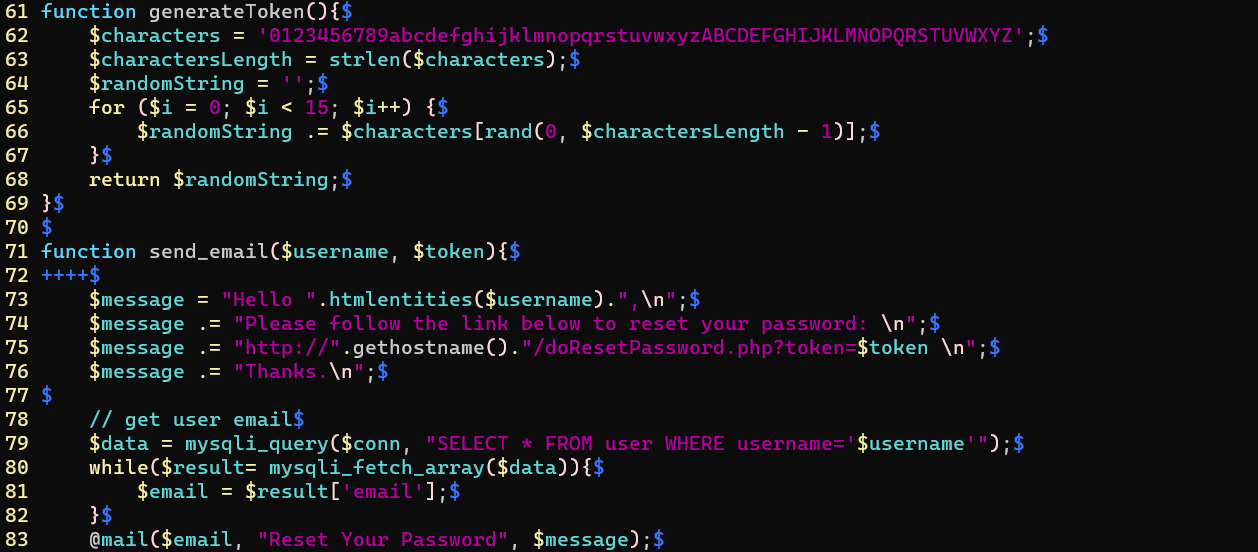 61 function generateToken(){$
62     $characters = '0123456789abcdefghijklmnopqrstuvwxyzABCDEFGHIJKLMNOPQRSTUVWXYZ';$
63     $charactersLength = strlen($characters);$
64     $randomString = '';$
65     for ($i = 0; $i < 15; $i++) {$
66         $randomString .= $characters[rand(0, $charactersLength - 1)];$
67     }$
68     return $randomString;$
69 }$
70 $
71 function send_email($username, $token){$
72 ++++$
73     $message = "Hello ".htmlentities($username).",\n";$
74     $message .= "Please follow the link below to reset your password: \n";$
75     $message .= "http://".gethostname()."/doResetPassword.php?token=$token \n";$
76     $message .= "Thanks.\n";$
77 $
78     // get user email$
79     $data = mysqli_query($conn, "SELECT * FROM user WHERE username='$username'");$
80     while($result= mysqli_fetch_array($data)){$
81         $email = $result['email'];$
82     }$
83     @mail($email, "Reset Your Password", $message);$